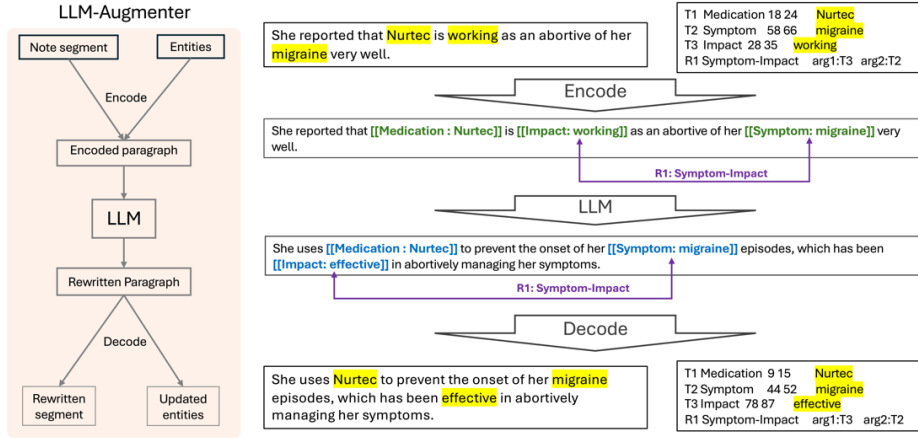 LLM-Augmenter
Note segment
Entities
Encode
Encoded paragraph
LLM
Rewritten Paragraph
Decode
Rewritten
segment
Updated
entities
She reported that Nurtec is working as an abortive of her
migraine very well.
T1 Medication 18 24 Nurtec
T2 Symptom 58 66 migraine
T3 Impact 28 35 working
R1 Symptom-Impact arg1:T3 arg2:T2
Encode
She reported that [[Medication : Nurtec]] is [[Impact: working]] as an abortive of her [[Symptom: migraine]] very
well.
R1: Symptom-Impact
LLM
She uses [[Medication : Nurtec]] to prevent the onset of her [[Symptom: migraine]] episodes, which has been
[[Impact: effective]] in abortively managing her symptoms.
R1: Symptom-Impact
Decode
She uses Nurtec to prevent the onset of her migraine
episodes, which has been effective in abortively
managing her symptoms.
T1 Medication 9 15 Nurtec
T2 Symptom 44 52 migraine
T3 Impact 78 87 effective
R1 Symptom-Impact arg1:T3 arg2:T2